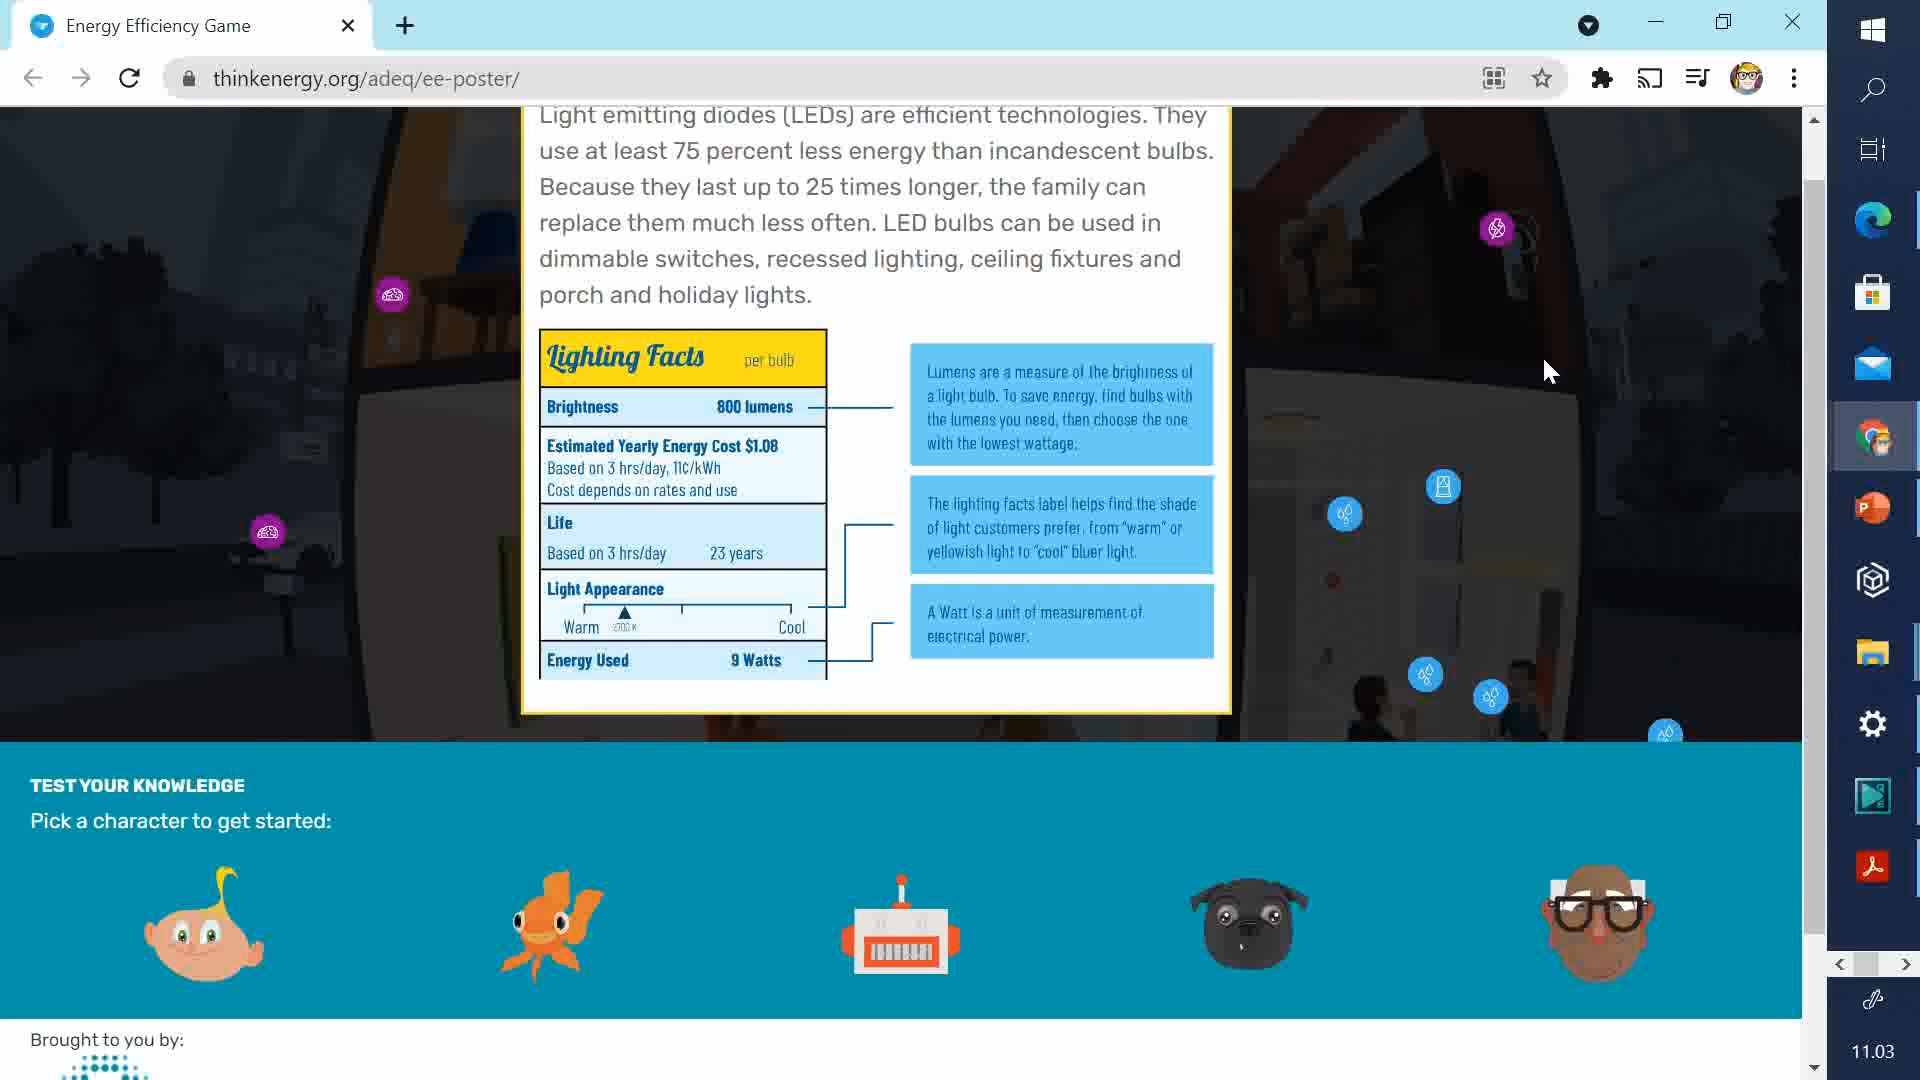 Energy Efficiency Game
thinkenergy.org/adeq/ee-poster/
Light emitting diodes (LEDs) are efficient technologies. They
use at least 75 percent less energy than incandescent bulbs.
Because they last up to 25 times longer, the family can
replace them much less often. LED bulbs can be used in
dimmable switches, recessed lighting, ceiling fixtures and
porch and holiday lights.
Lighting Facts per bulb
Brightness 800 lumens
Estimated Yearly Energy Cost $1.08
Based on 3 hrs/day, 11¢/kWh
Cost depends on rates and use
Life
Based on 3 hrs/day 23 years
Light Appearance
Warm 2700 K Cool
Energy Used 9 Watts
Lumens are a measure of the brightness of
a light bulb. To save energy, find bulbs with
the lumens you need, then choose the one
with the lowest wattage.
The lighting facts label helps find the shade
of light customers prefer, from "warm" or
yellowish light to "cool" bluer light.
A Watt is a unit of measurement of
electrical power.
TEST YOUR KNOWLEDGE
Pick a character to get started:
Brought to you by:
11.03